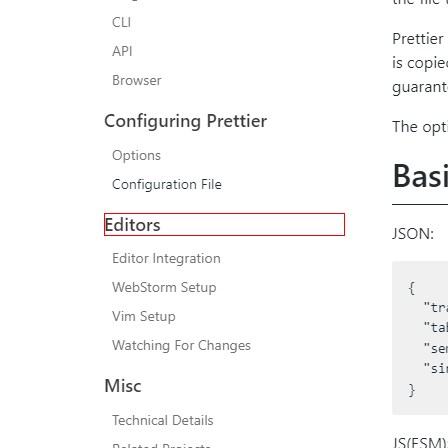 CLI
API
Browser
Configuring Prettier
Options
Configuration File
Editors
Editor Integration
WebStorm Setup
Vim Setup
Watching For Changes
Misc
Technical Details
Prettier
is copie
guarant
The opt
Basi
JSON:
{
"tr
"tab
"se
"si
}
JS(ESM)